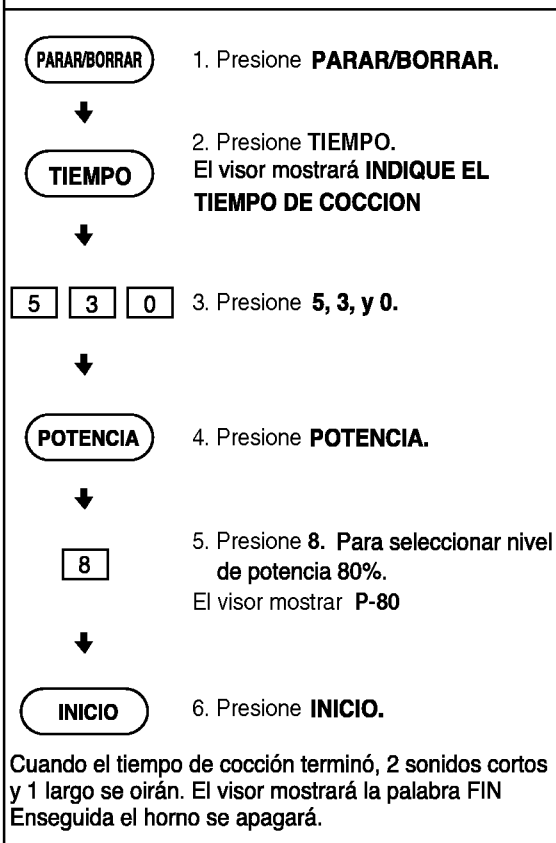 PARAR/BORRAR 1. Presione PARAR/BORRAR.
2. Presione TIEMPO.
TIEMPO El visor mostrará INDIQUE EL
TIEMPO DE COCCION
5 3 0 3. Presione 5, 3, y 0.
POTENCIA 4. Presione POTENCIA.
5. Presione 8. Para seleccionar nivel
8 de potencia 80%.
El visor mostrar P-80
INICIO 6. Presione INICIO.
Cuando el tiempo de cocción terminó, 2 sonidos cortos
y 1 largo se oirán. El visor mostrará la palabra FIN
Enseguida el horno se apagará.